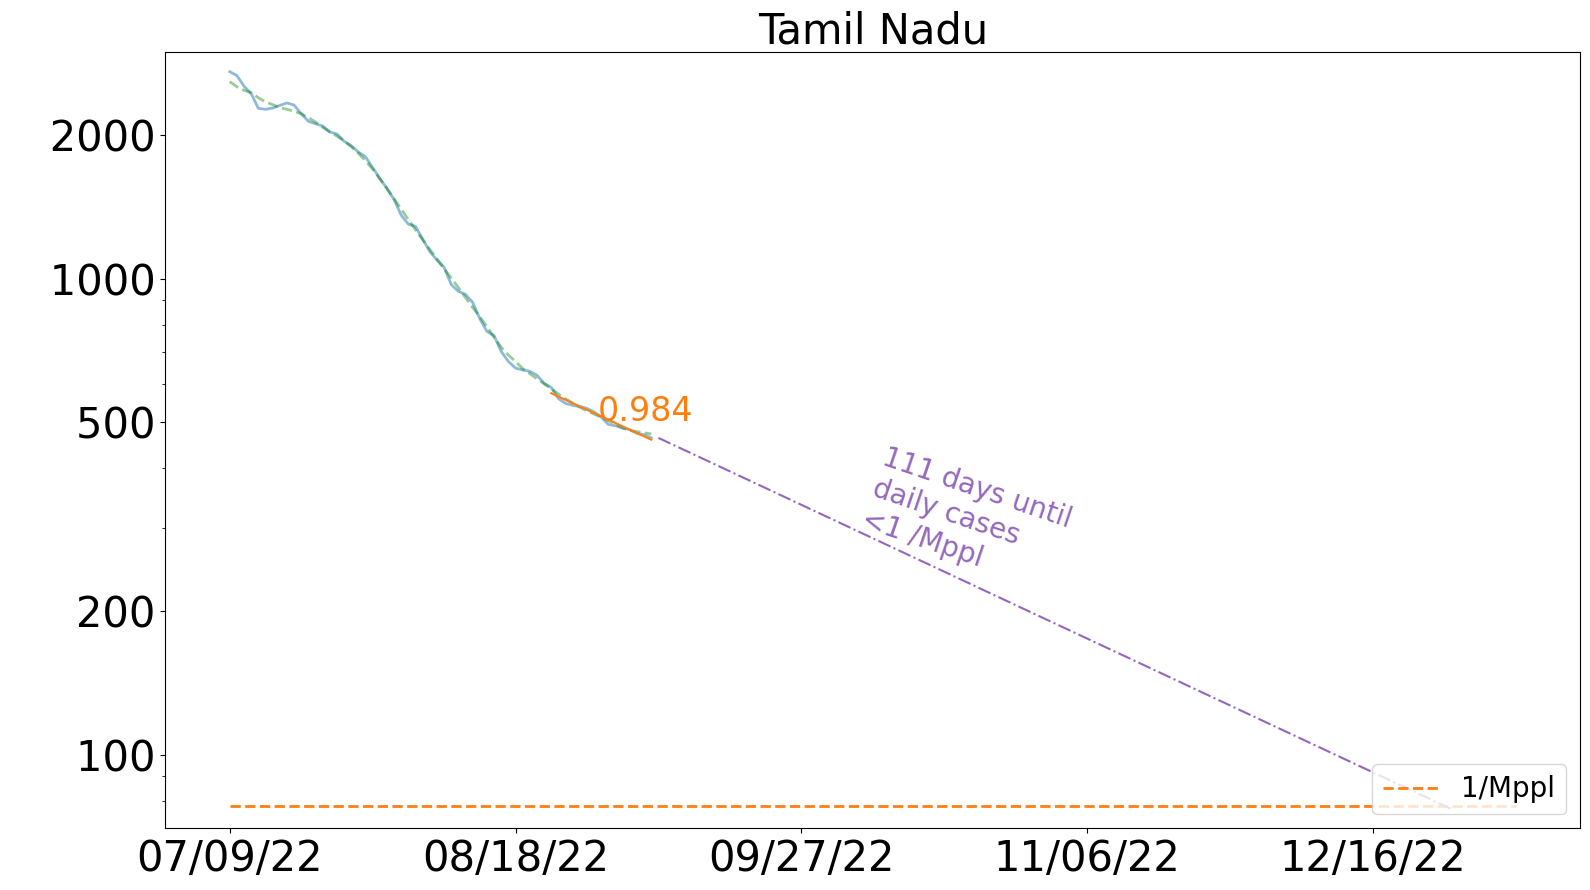 Tamil Nadu
2000
1000
500
200
100
0.984
111 days until
daily cases
<1 /Mppl
1/Mppl
07/09/22
08/18/22
09/27/22
11/06/22
12/16/22